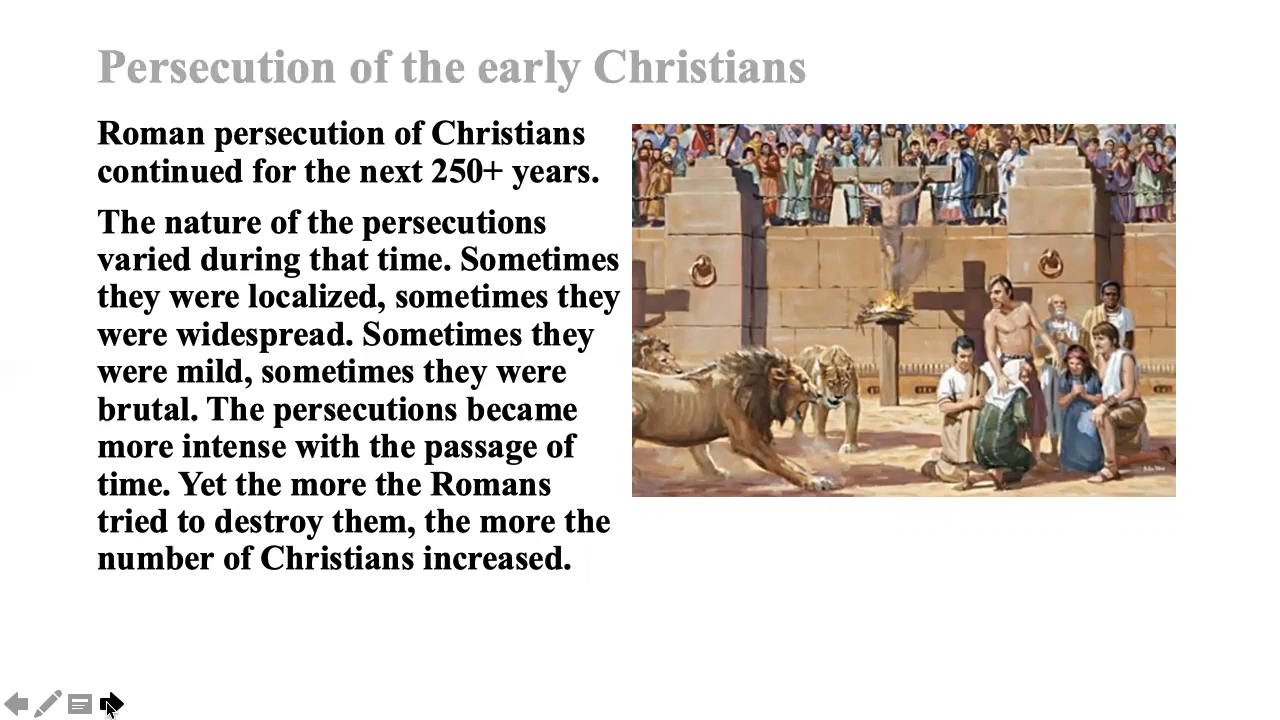 Persecution of the early Christians
Roman persecution of Christians
continued for the next 250+ years.
The nature of the persecutions
varied during that time. Sometimes
they were localized, sometimes they
were widespread. Sometimes they
were mild, sometimes they were
brutal. The persecutions became
more intense with the passage of
time. Yet the more the Romans
tried to destroy them, the more the
number of Christians increased.